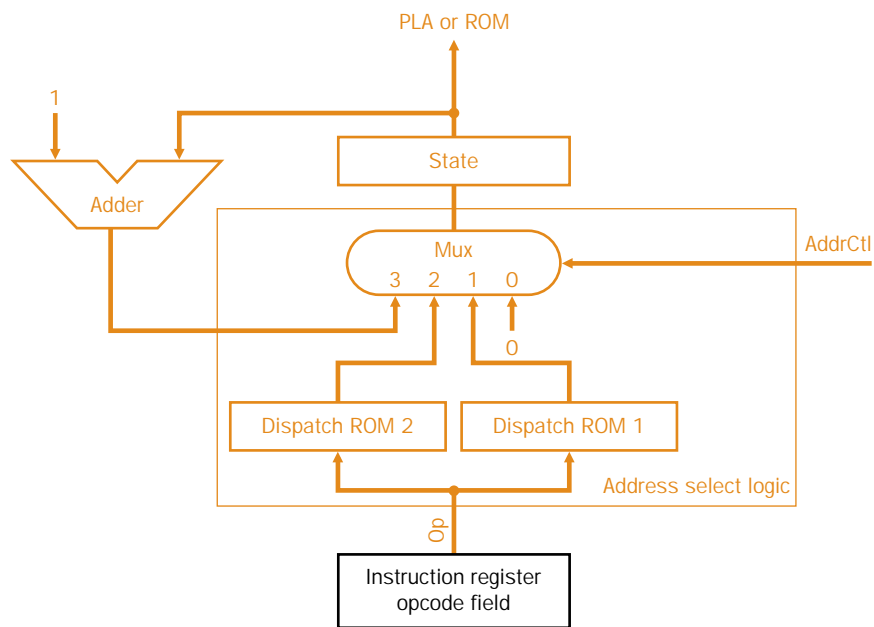 PLA or ROM
1
State
Adder
Mux
AddrCtl
3 2 1 0
0
Dispatch ROM 2
Dispatch ROM 1
Address select logic
Op
Instruction register
opcode field